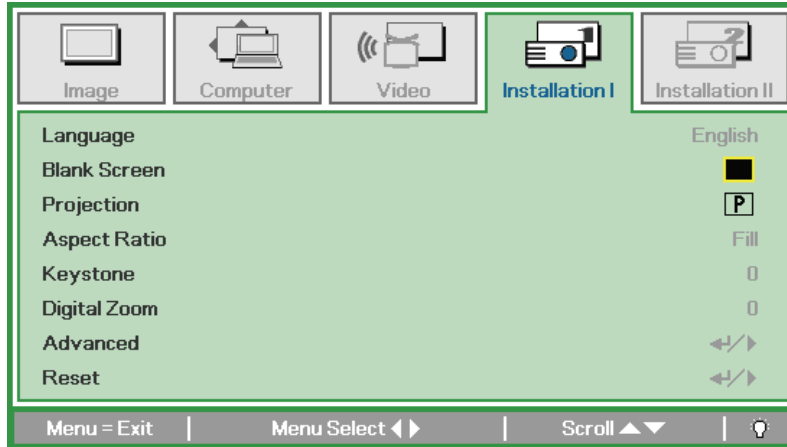 Image Computer Video Installation I Installation II
Language English
Blank Screen
Projection P
Aspect Ratio Fill
Keystone 0
Digital Zoom 0
Advanced /
Reset /
Menu = Exit Menu Select Scroll